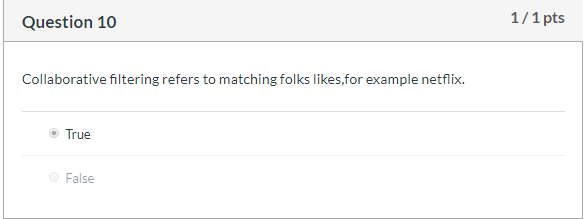 Question 10
1 / 1 pts
Collaborative filtering refers to matching folks likes,for example netflix.
True
False